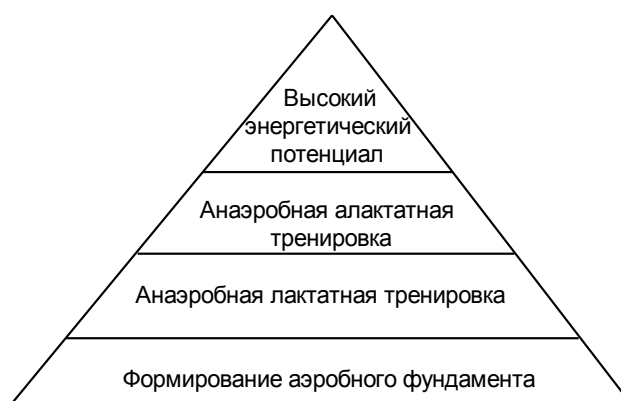 Высокий
энергетический
потенциал
Анаэробная алактатная
тренировка
Анаэробная лактатная тренировка
Формирование аэробного фундамента